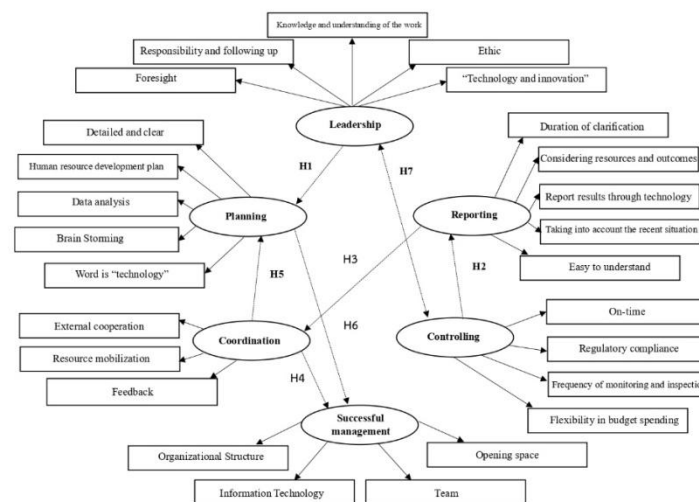 Knowledge and understanding of the work
Responsibility and following up
Ethic
Foresight
“Technology and innovation”
Leadership
Detailed and clear
Duration of clarification
H1
H7
Human resource development plan
Considering resources and outcomes
Data analysis
Report results through technology
Planning
Reporting
Brain Storming
Taking into account the recent situation
Word is “technology”
Easy to understand
H3
H5
H2
External cooperation
On-time
H6
Coordination
Controlling
Resource mobilization
Regulatory compliance
Feedback
H4
Frequency of monitoring and inspectio
Flexibility in budget spending
Successful
management
Organizational Structure
Opening space
Information Technology
Team